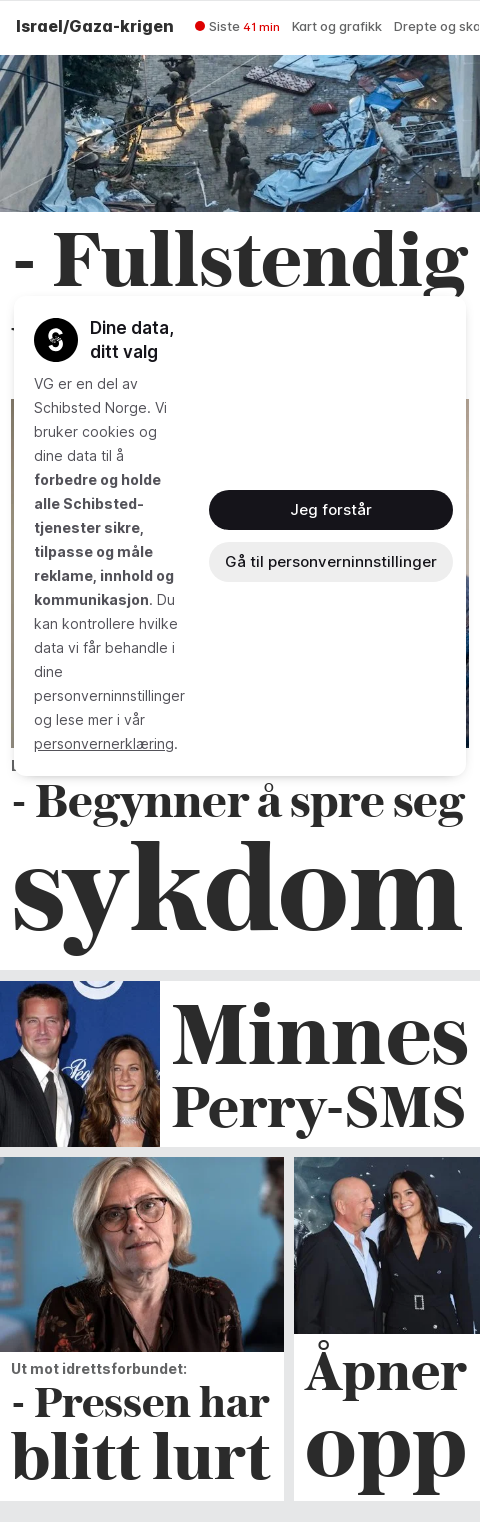 Israel/Gaza-krigen
Siste 41 min
Kart og grafikk
Drepte og ska
- Fullstendig
Dine data,
ditt valg
VG er en del av
Schibsted Norge. Vi
bruker cookies og
dine data til å
forbedre og holde
alle Schibsted-
tjenester sikre,
tilpasse og måle
reklame, innhold og
kommunikasjon. Du
kan kontrollere hvilke
data vi får behandle i
dine
personverninnstillinger
og lese mer i vår
personvernerklæring.
Jeg forstår
Gå til personverninnstillinger
- Begynner å spre seg
sykdom
Minnes
Perry-SMS
Ut mot idrettsforbundet:
- Pressen har
blitt lurt
Åpner
opp